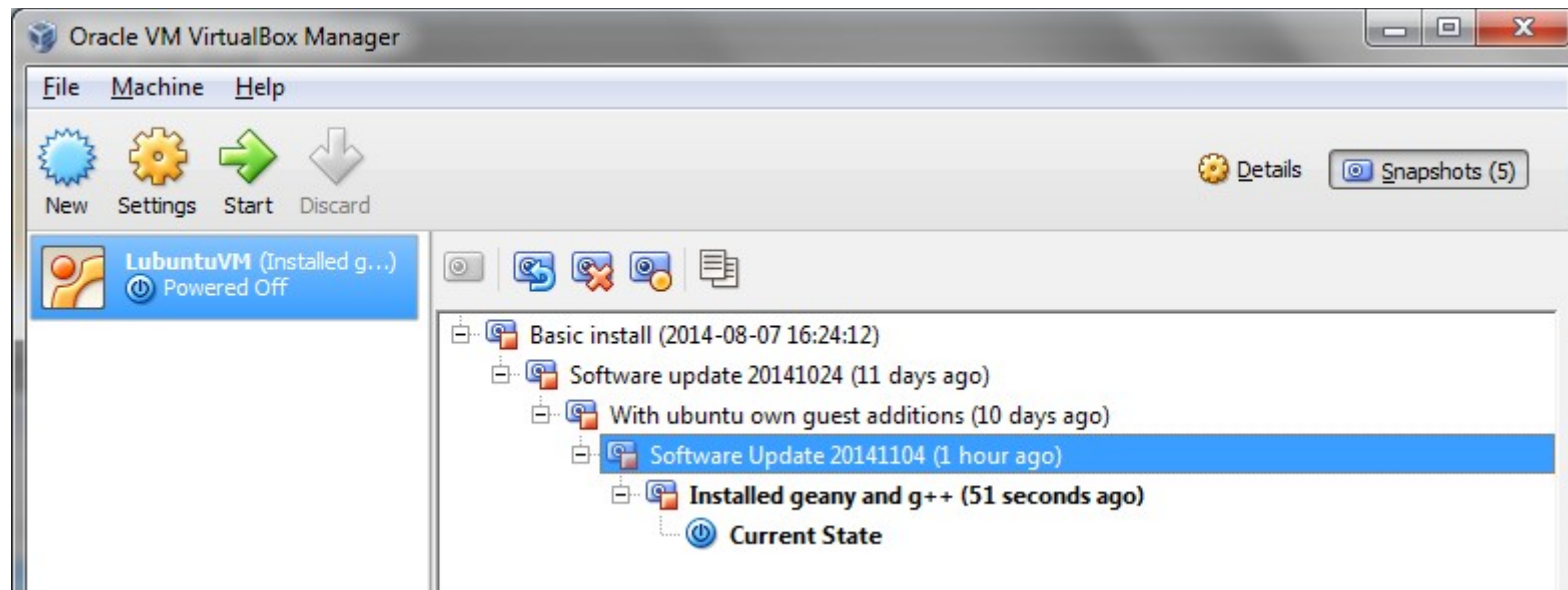 Oracle VM VirtualBox Manager
File Machine Help
New Settings Start Discard
Details Snapshots (5)
LubuntuVM (Installed g...)
Powered Off
Basic install (2014-08-07 16:24:12)
Software update 20141024 (11 days ago)
With ubuntu own guest additions (10 days ago)
Software Update 20141104 (1 hour ago)
Installed geany and g++ (51 seconds ago)
Current State